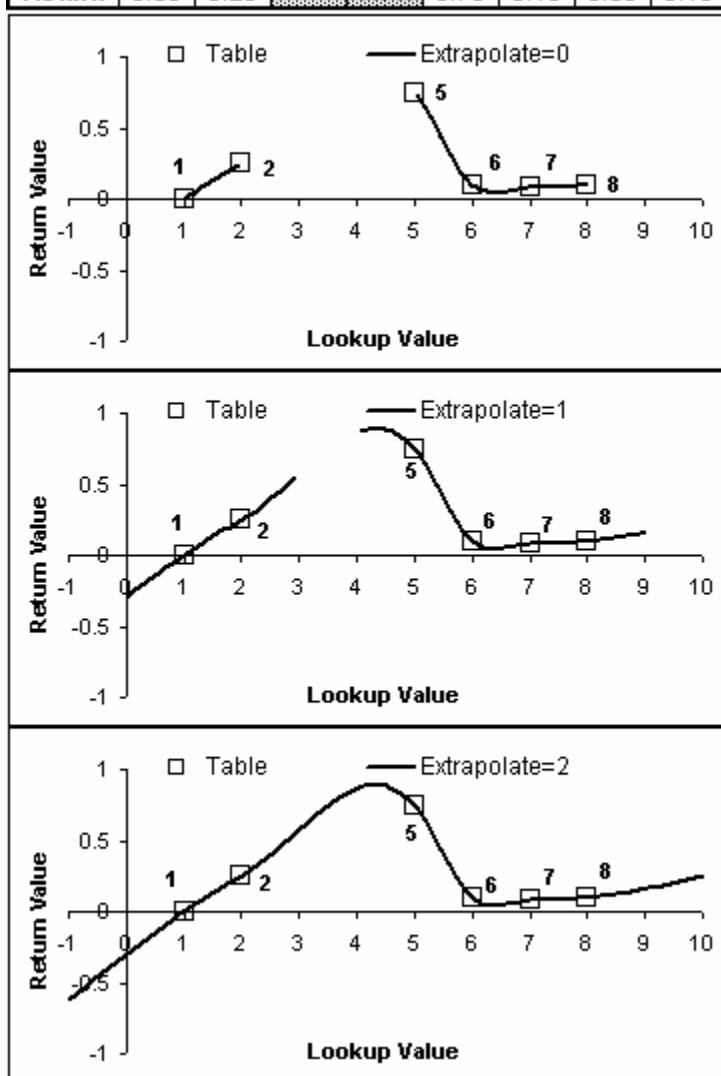 1
□ Table — Extrapolate=0
5
0.5
1
2
6
7
8
0
-1 0 1 2 3 4 5 6 7 8 9 10
-0.5
-1
Return Value
Lookup Value
1
□ Table — Extrapolate=1
5
0.5
1
2
6
7
8
0
-1 0 1 2 3 4 5 6 7 8 9 10
-0.5
-1
Return Value
Lookup Value
1
□ Table — Extrapolate=2
5
0.5
1
2
6
7
8
0
-1 0 1 2 3 4 5 6 7 8 9 10
-0.5
-1
Return Value
Lookup Value